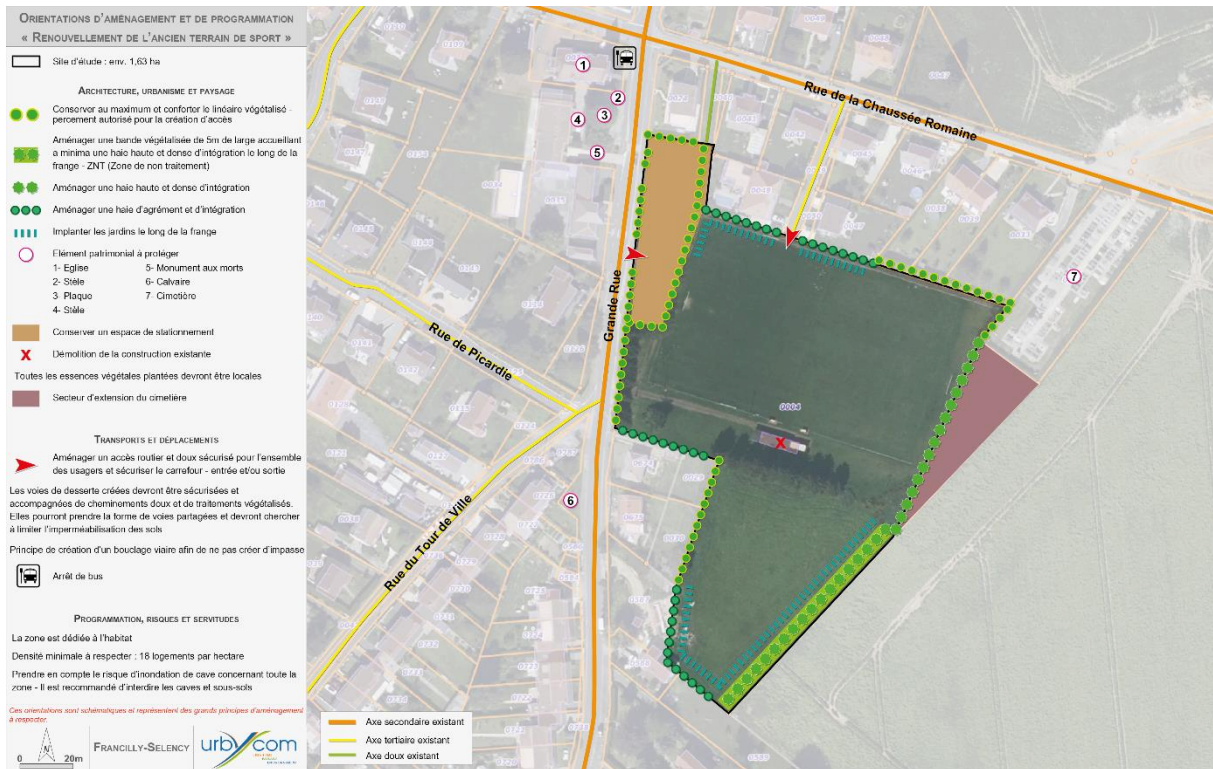 ORIENTATIONS D'AMÉNAGEMENT ET DE PROGRAMMATION
« RENOUVELLEMENT DE L'ANCIEN TERRAIN DE SPORT »
Site d'étude : env. 1,63 ha
ARCHITECTURE, URBANISME ET PAYSAGE
Conserver au maximum et conforter le linéaire végétalisé -
percement autorisé pour la création d'accès
Aménager une bande végétalisée de 5m de large accueillant
a minima une haie haute et dense d'intégration le long de la
frange - ZNT (Zone de non traitement)
Aménager une haie haute et dense d'intégration
Aménager une haie d'agrément et d'intégration
Implanter les jardins le long de la frange
Elément patrimonial à protéger
1- Eglise
2- Stèle
3 Plaque
4- Stèle
5- Monument aux morts
6- Calvaire
7- Cimetière
Conserver un espace de stationnement
X Démolition de la construction existante
Toutes les essences végétales plantées devront être locales
Secteur d'extension du cimetière
TRANSPORTS ET DÉPLACEMENTS
Aménager un accès routier et doux sécurisé pour l'ensemble
des usagers et sécuriser le carrefour - entrée et/ou sortie
Les voies de desserte créées devront être sécurisées et
accompagnées de cheminements doux et de traitements végétalisés.
Elles pourront prendre la forme de voies partagées et devront chercher
à limiter l'imperméabilisation des sols
Principe de création d'un bouclage viaire afin de ne pas créer d'impasse
Arrêt de bus
PROGRAMMATION, RISQUES ET SERVITUDES
La zone est dédiée à l'habitat
Densité minimale à respecter : 18 logements par hectare
Prendre en compte le risque d'inondation de cave concernant toute la
zone - Il est recommandé d'interdire les caves et sous-sols
Ces orientations sont schématiques et représentent des grands principes d'aménagement
à respecter.
N
0 20m
FRANCILLY-SELENCY
urbycom
Rue de la Chaussée Romaine
Grande Rue
Rue de Picardie
Rue du Tour de Ville
1
2
3
4
5
6
7
X
0004
Axe secondaire existant
Axe tertiaire existant
Axe doux existant